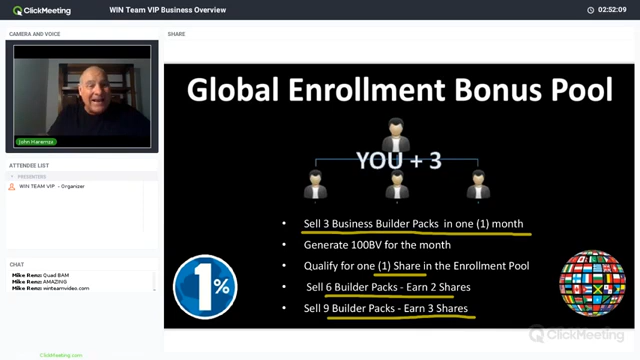 ClickMeeting
WIN Team VIP Business Overview
02:52:09
CAMERA AND VOICE
SHARE
John Haremza
ATTENDEE LIST
PRESENTERS
WIN TEAM VIP - Organizer
CHAT
Mike Renz: Quad BAM
Mike Renz: AMAZING
Mike Renz: winteamvideo.com
ClickMeeting.com
Global Enrollment Bonus Pool
YOU + 3
• Sell 3 Business Builder Packs in one (1) month
• Generate 100BV for the month
• Qualify for one (1) Share in the Enrollment Pool
• Sell 6 Builder Packs - Earn 2 Shares
• Sell 9 Builder Packs - Earn 3 Shares
1%
ClickMeeting